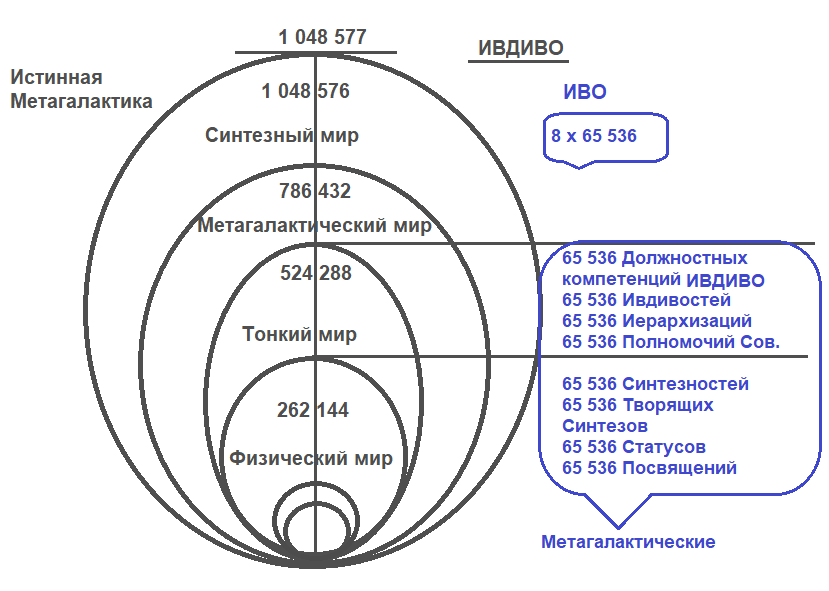 1 048 577
ИВДИВО
Истинная
Метагалактика
1 048 576
ИВО
Синтезный мир
8 х 65 536
786 432
Метагалактический мир
524 288
65 536 Должностных
компетенций ИВДИВО
65 536 Ивдивостей
65 536 Иерархизаций
65 536 Полномочий Сов.
Тонкий мир
262 144
65 536 Синтезностей
65 536 Творящих
Синтезов
65 536 Статусов
65 536 Посвящений
Физический мир
Метагалактические